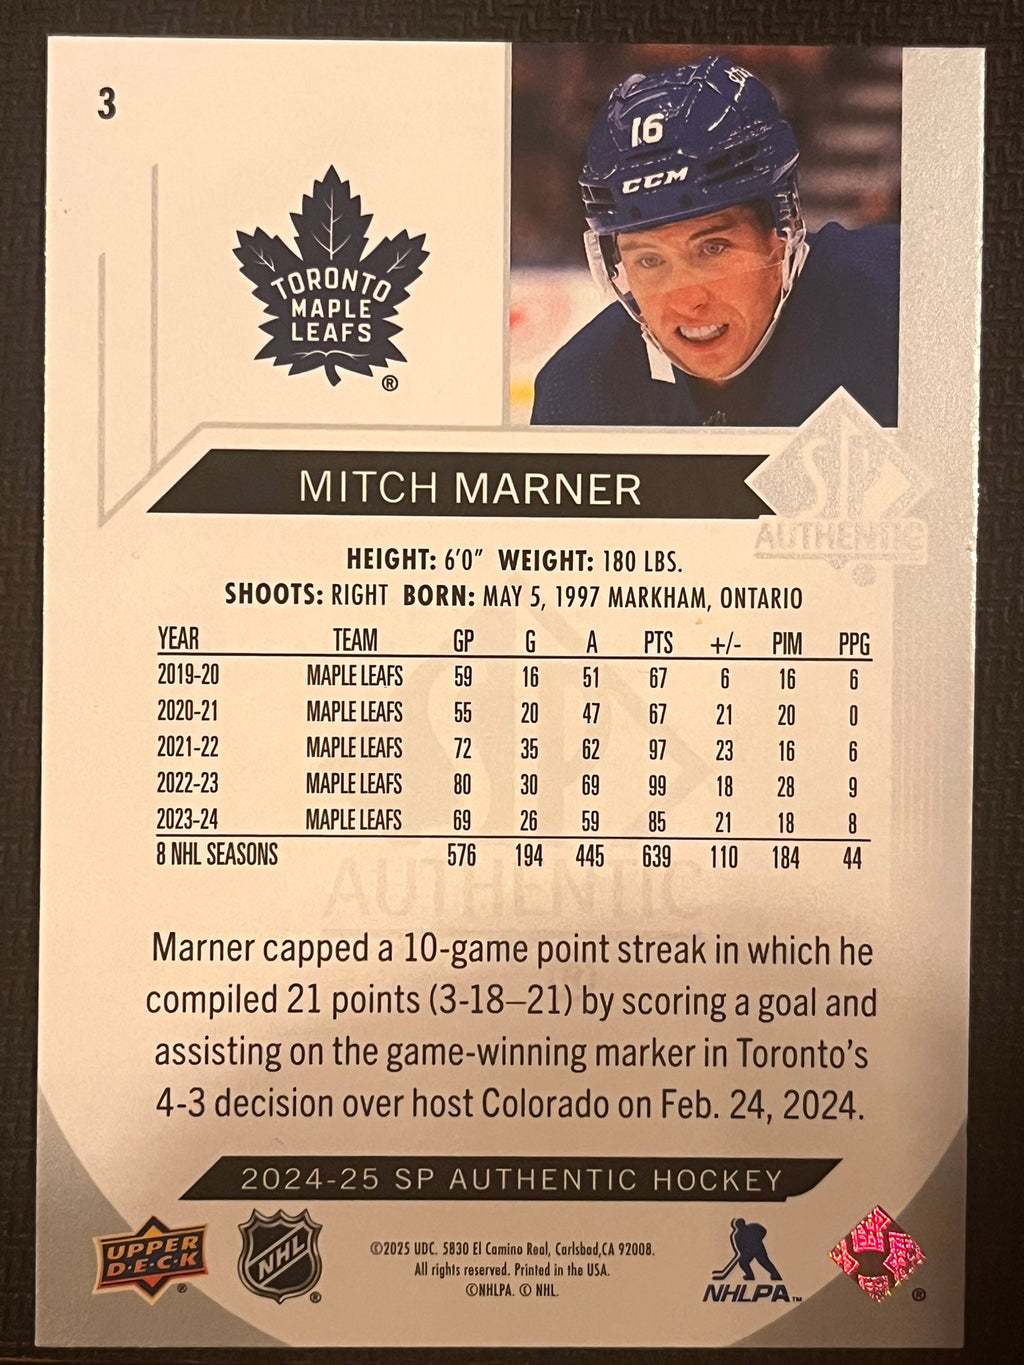 3
16
CCM
TORONTO
MAPLE
LEAFS
®
MITCH MARNER
SP
AUTHENTIC
HEIGHT: 6'0" WEIGHT: 180 LBS.
SHOOTS: RIGHT BORN: MAY 5, 1997 MARKHAM, ONTARIO
YEAR TEAM GP G A PTS +/- PIM PPG
2019-20 MAPLE LEAFS 59 16 51 67 6 16 6
2020-21 MAPLE LEAFS 55 20 47 67 21 20 0
2021-22 MAPLE LEAFS 72 35 62 97 23 16 6
2022-23 MAPLE LEAFS 80 30 69 99 18 28 9
2023-24 MAPLE LEAFS 69 26 59 85 21 18 8
8 NHL SEASONS 576 194 445 639 110 184 44
AUTHENTIC
Marner capped a 10-game point streak in which he
compiled 21 points (3-18–21) by scoring a goal and
assisting on the game-winning marker in Toronto's
4-3 decision over host Colorado on Feb. 24, 2024.
2024-25 SP AUTHENTIC HOCKEY
UPPER
D·E·C·K
®
NHL
®
©2025 UDC. 5830 El Camino Real, Carlsbad,CA 92008.
All rights reserved. Printed in the USA.
©NHLPA. © NHL.
NHLPA™
®